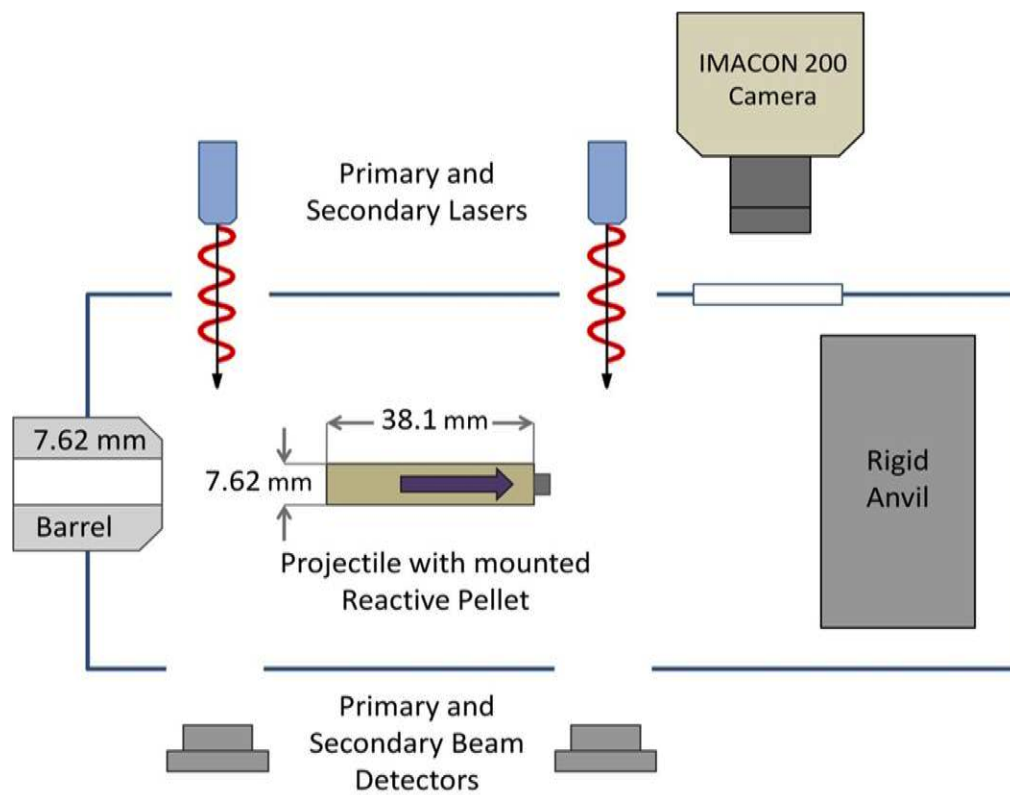 IMACON 200
Camera
Primary and
Secondary Lasers
38.1 mm
7.62 mm
7.62 mm
Barrel
Rigid
Anvil
Projectile with mounted
Reactive Pellet
Primary and
Secondary Beam
Detectors